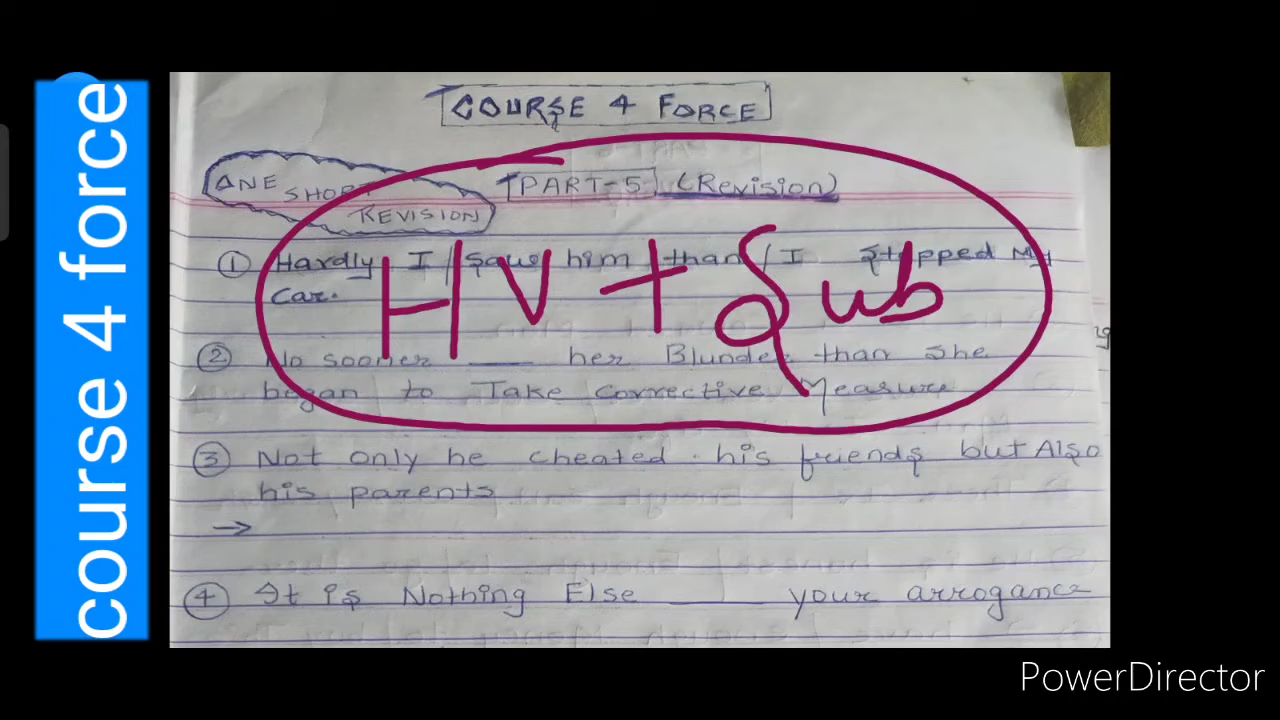 course 4 force
COURSE 4 FORCE
ONE SHORT REVISION
PART-5 (Revision)
① Hardly I / saw him than / I stopped My
Car.
HV + Sub
② No sooner ____ her Blunder than she
began to Take Corrective Measure
③ Not only he cheated his friends but Also
his parents
→
④ It is Nothing Else ____ your arrogance
PowerDirector